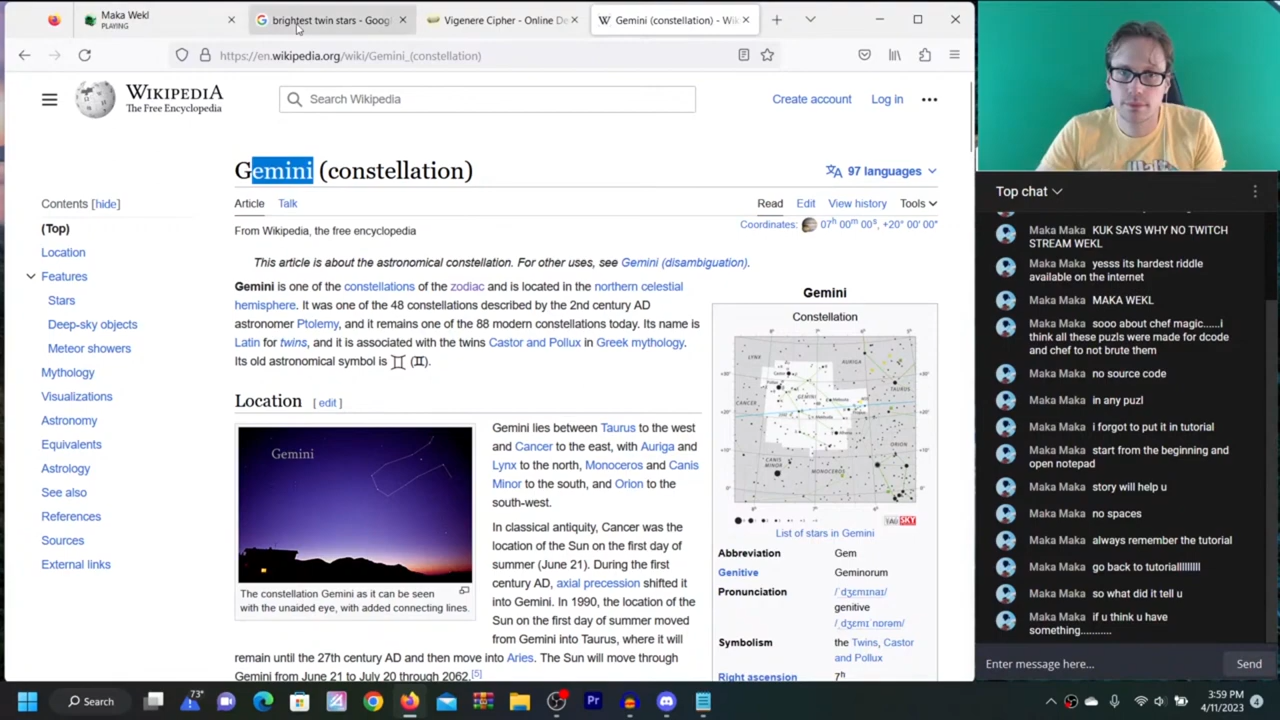 Maka Wekl
PLAYING
brightest twin stars - Goog
Vigenere Cipher - Online De
Gemini (constellation) - Wik
https://en.wikipedia.org/wiki/Gemini_(constellation)
WIKIPEDIA
The Free Encyclopedia
Search Wikipedia
Create account
Log in
Gemini (constellation)
97 languages
Contents [hide]
(Top)
Location
Features
Stars
Deep-sky objects
Meteor showers
Mythology
Visualizations
Astronomy
Equivalents
Astrology
See also
References
Sources
External links
Article
Talk
Read
Edit
View history
Tools
From Wikipedia, the free encyclopedia
Coordinates: 07h 00m 00s, +20° 00′ 00″
This article is about the astronomical constellation. For other uses, see Gemini (disambiguation).
Gemini is one of the constellations of the zodiac and is located in the northern celestial
hemisphere. It was one of the 48 constellations described by the 2nd century AD
astronomer Ptolemy, and it remains one of the 88 modern constellations today. Its name is
Latin for twins, and it is associated with the twins Castor and Pollux in Greek mythology.
Its old astronomical symbol is ♊ (♊︎).
Location [ edit ]
Gemini
The constellation Gemini as it can be seen
with the unaided eye, with added connecting lines.
Gemini lies between Taurus to the west
and Cancer to the east, with Auriga and
Lynx to the north, Monoceros and Canis
Minor to the south, and Orion to the
south-west.
In classical antiquity, Cancer was the
location of the Sun on the first day of
summer (June 21). During the first
century AD, axial precession shifted it
into Gemini. In 1990, the location of
the Sun on the first day of summer moved
from Gemini into Taurus, where it will
remain until the 27th century AD and then move into Aries. The Sun will move through
Gemini from June 21 to July 20 through 2062.[5]
Gemini
Constellation
LYNX
AURIGA
TAURUS
CANCER
GEMINI
ORION
CANIS
MINOR
MONOCEROS
SKY
List of stars in Gemini
Abbreviation Gem
Genitive Geminorum
Pronunciation /ˈdʒɛmɪnaɪ/
genitive
/ˌdʒɛmɪˈnɒrəm/
Symbolism the Twins, Castor
and Pollux
Right ascension 7h
Top chat
Maka Maka KUK SAYS WHY NO TWITCH
STREAM WEKL
Maka Maka yesss its hardest riddle
available on the internet
Maka Maka MAKA WEKL
Maka Maka sooo about chef magic......i
think all these puzls were made for dcode
and chef to not brute them
Maka Maka no source code
Maka Maka in any puzl
Maka Maka i forgot to put it in tutorial
Maka Maka start from the beginning and
open notepad
Maka Maka story will help u
Maka Maka no spaces
Maka Maka always remember the tutorial
Maka Maka go back to tutorialllllllll
Maka Maka so what did it tell u
Maka Maka if u think u have
something...........
Enter message here...
Send
Search
73°
Pr
3:59 PM
4/11/2023
4